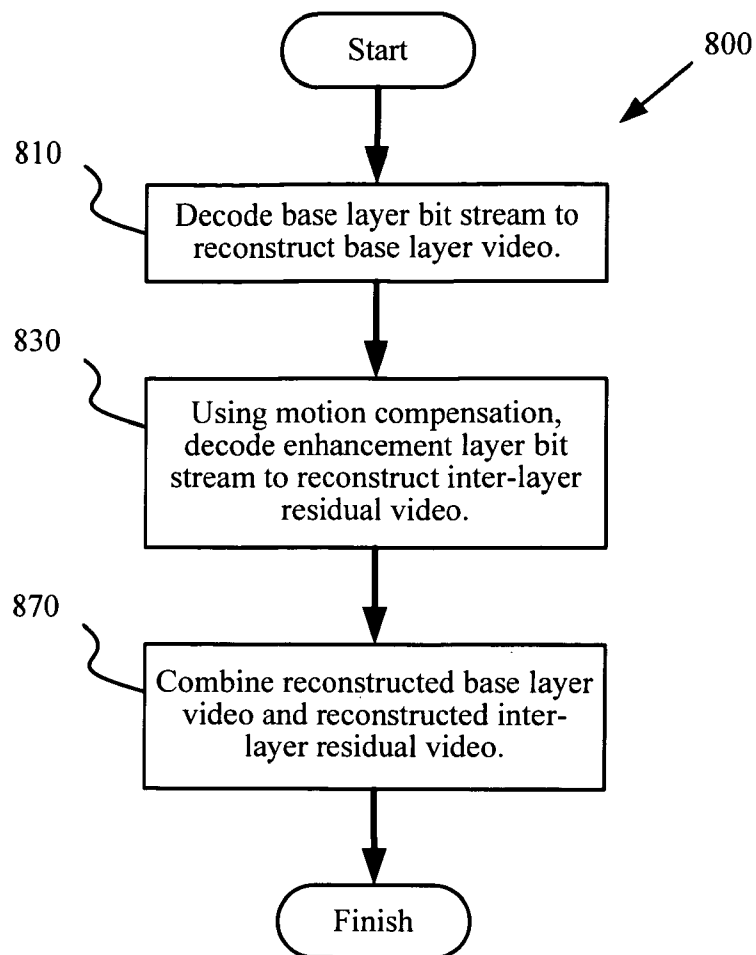 Start
800
810
Decode base layer bit stream to
reconstruct base layer video.
830
Using motion compensation,
decode enhancement layer bit
stream to reconstruct inter-layer
residual video.
870
Combine reconstructed base layer
video and reconstructed inter-
layer residual video.
Finish